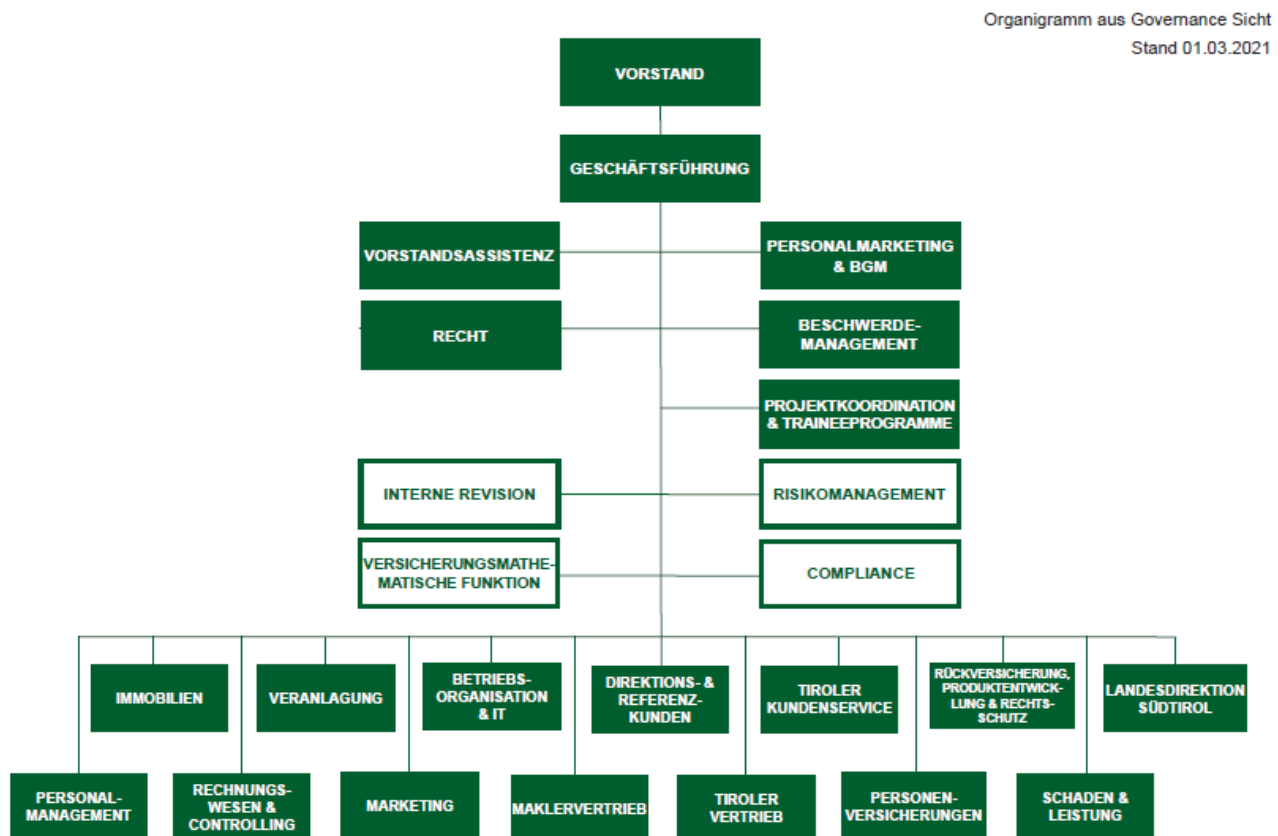 Organigramm aus Governance Sicht
Stand 01.03.2021
VORSTAND
GESCHÄFTSFÜHRUNG
VORSTANDSASSISTENZ
PERSONALMARKETING
& BGM
RECHT
BESCHWERDE-
MANAGEMENT
PROJEKTKOORDINATION
& TRAINEEPROGRAMME
INTERNE REVISION
RISIKOMANAGEMENT
VERSICHERUNGSMATHE-
MATISCHE FUNKTION
COMPLIANCE
IMMOBILIEN
VERANLAGUNG
BETRIEBS-
ORGANISATION
& IT
DIREKTIONS- &
REFERENZ-
KUNDEN
TIROLER
KUNDENSERVICE
RÜCKVERSICHERUNG,
PRODUKTENTWICK-
LUNG & RECHTS-
SCHUTZ
LANDESDIREKTION
SÜDTIROL
PERSONAL-
MANAGEMENT
RECHNUNGS-
WESEN &
CONTROLLING
MARKETING
MAKLERVERTRIEB
TIROLER
VERTRIEB
PERSONEN-
VERSICHERUNGEN
SCHADEN &
LEISTUNG